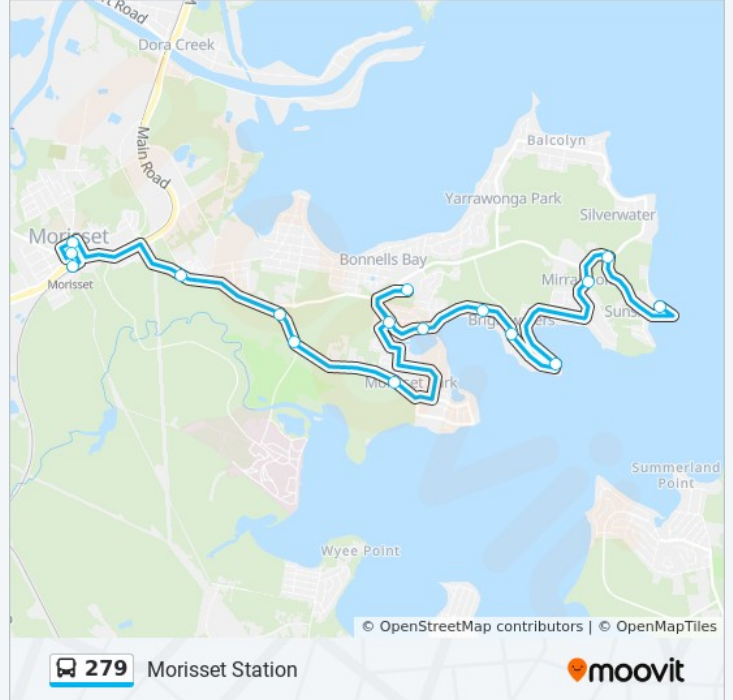 rt Road
Dora Creek
Main Road
Balcolyn
Yarrawonga Park
Silverwater
Morisset
Bonnells Bay
Morisset
Summerland
Point
Wyee Point
© OpenStreetMap contributors | © OpenMapTiles
279 Morisset Station
moovit